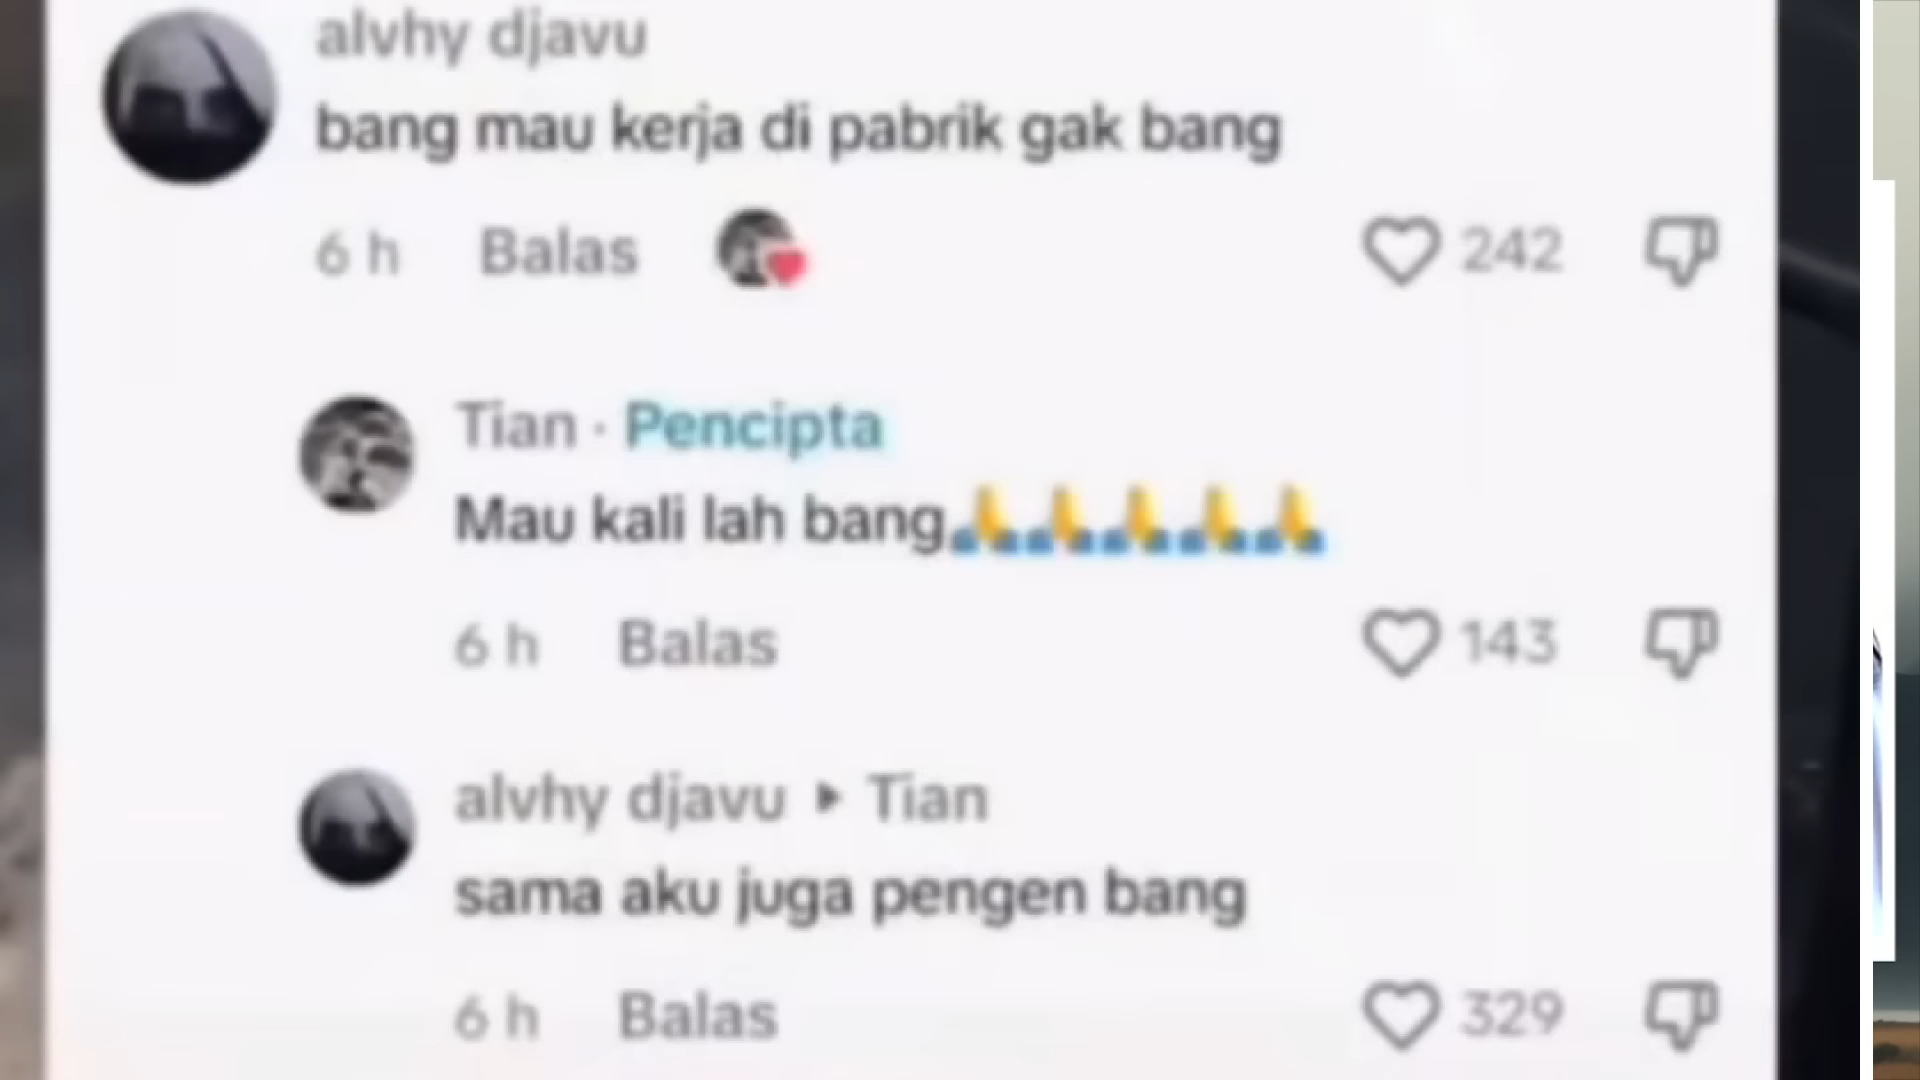 alvhy djavu
bang mau kerja di pabrik gak bang
6 h Balas 242
Tian · Pencipta
Mau kali lah bang🙏🙏🙏🙏🙏
6 h Balas 143
alvhy djavu ▸ Tian
sama aku juga pengen bang
6 h Balas 329